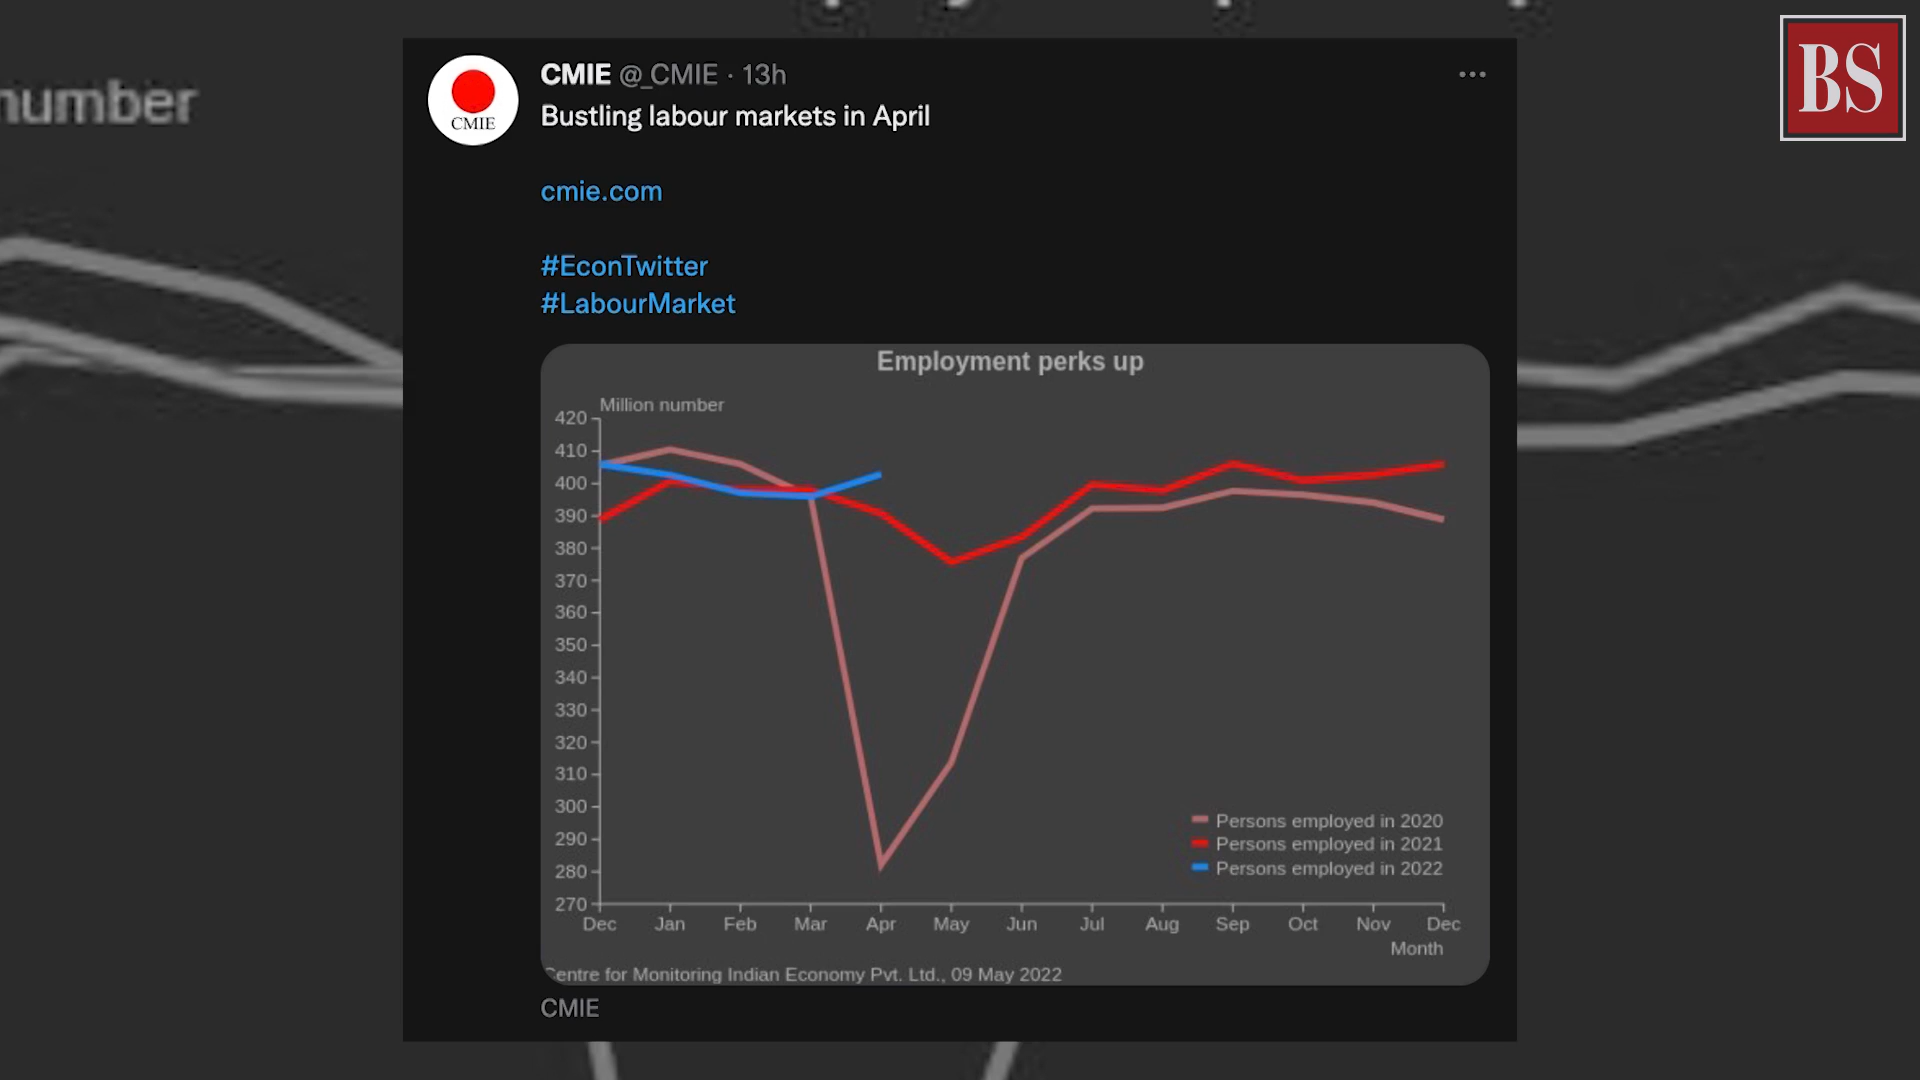 number
BS
CMIE @_CMIE · 13h
CMIE
Bustling labour markets in April
cmie.com
#EconTwitter
#LabourMarket
Employment perks up
Million number
420
410
400
390
380
370
360
350
340
330
320
310
300
290
280
270
Dec Jan Feb Mar Apr May Jun Jul Aug Sep Oct Nov Dec
Month
Persons employed in 2020
Persons employed in 2021
Persons employed in 2022
Centre for Monitoring Indian Economy Pvt. Ltd., 09 May 2022
CMIE